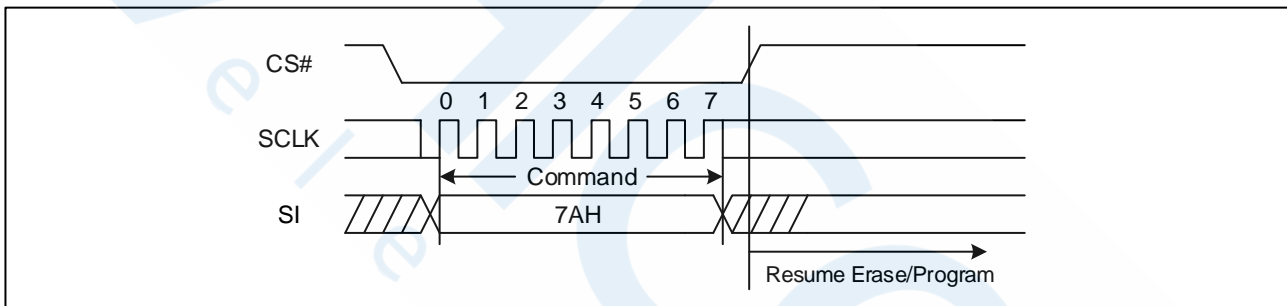 CS#
0 1 2 3 4 5 6 7
SCLK
Command
SI 7AH
Resume Erase/Program